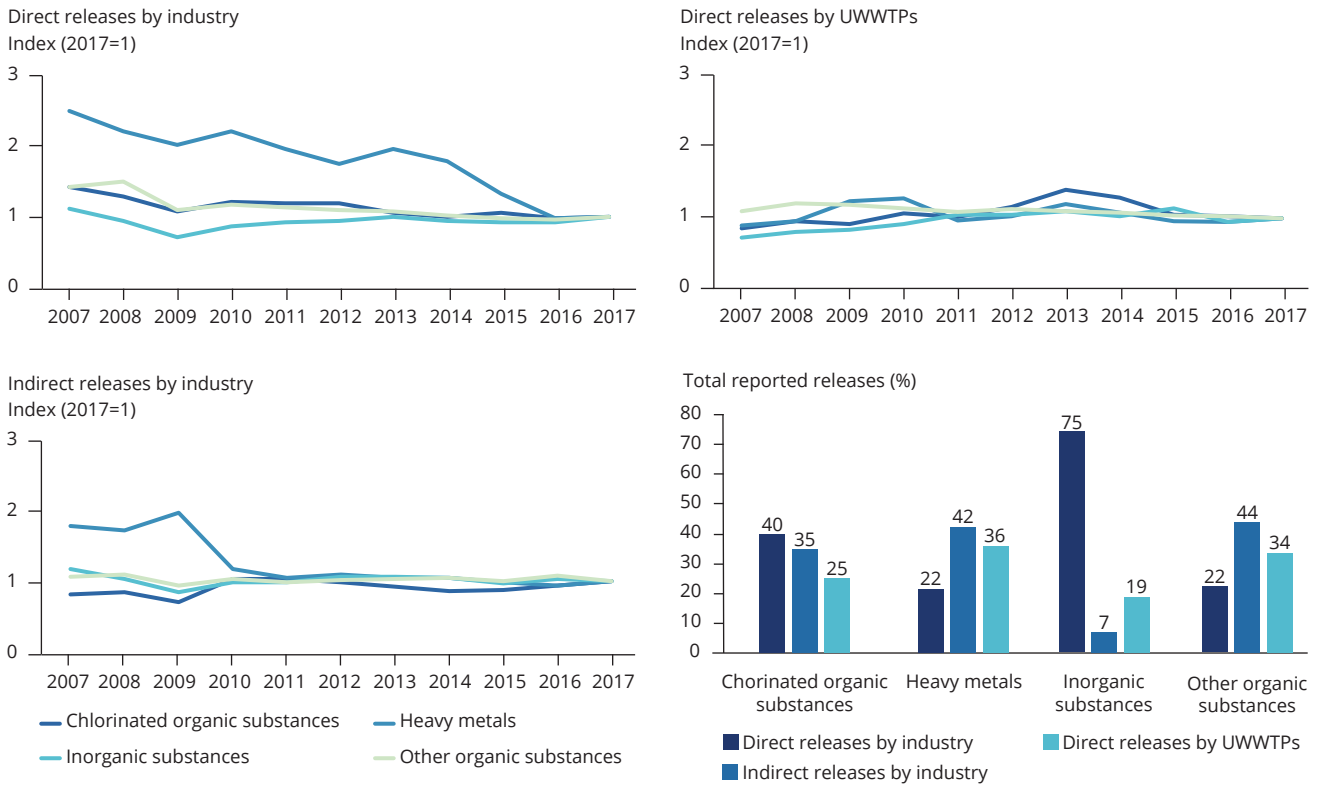 Direct releases by industry
Index (2017=1)
3
2
1
0
2007 2008 2009 2010 2011 2012 2013 2014 2015 2016 2017
Direct releases by UWWTPs
Index (2017=1)
3
2
1
0
2007 2008 2009 2010 2011 2012 2013 2014 2015 2016 2017
Indirect releases by industry
Index (2017=1)
3
2
1
0
2007 2008 2009 2010 2011 2012 2013 2014 2015 2016 2017
Chlorinated organic substances
Heavy metals
Inorganic substances
Other organic substances
Total reported releases (%)
80
70
60
50
40
30
20
10
0
40 35 25
22 42 36
75 7 19
22 44 34
Chorinated organic substances
Heavy metals
Inorganic substances
Other organic substances
Direct releases by industry
Direct releases by UWWTPs
Indirect releases by industry